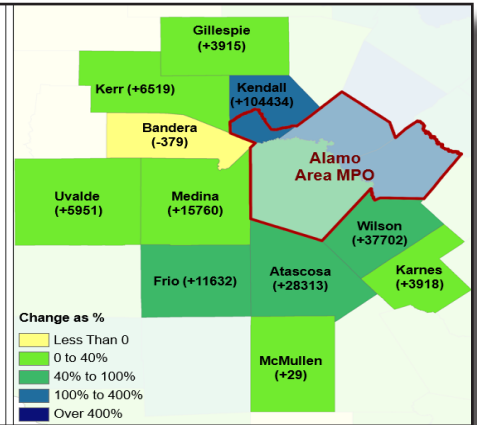 Gillespie
(+3915)
Kerr (+6519)
Kendall
(+104434)
Bandera
(-379)
Alamo
Area MPO
Uvalde
(+5951)
Medina
(+15760)
Wilson
(+37702)
Frio (+11632)
Atascosa
(+28313)
Karnes
(+3918)
McMullen
(+29)
Change as %
Less Than 0
0 to 40%
40% to 100%
100% to 400%
Over 400%